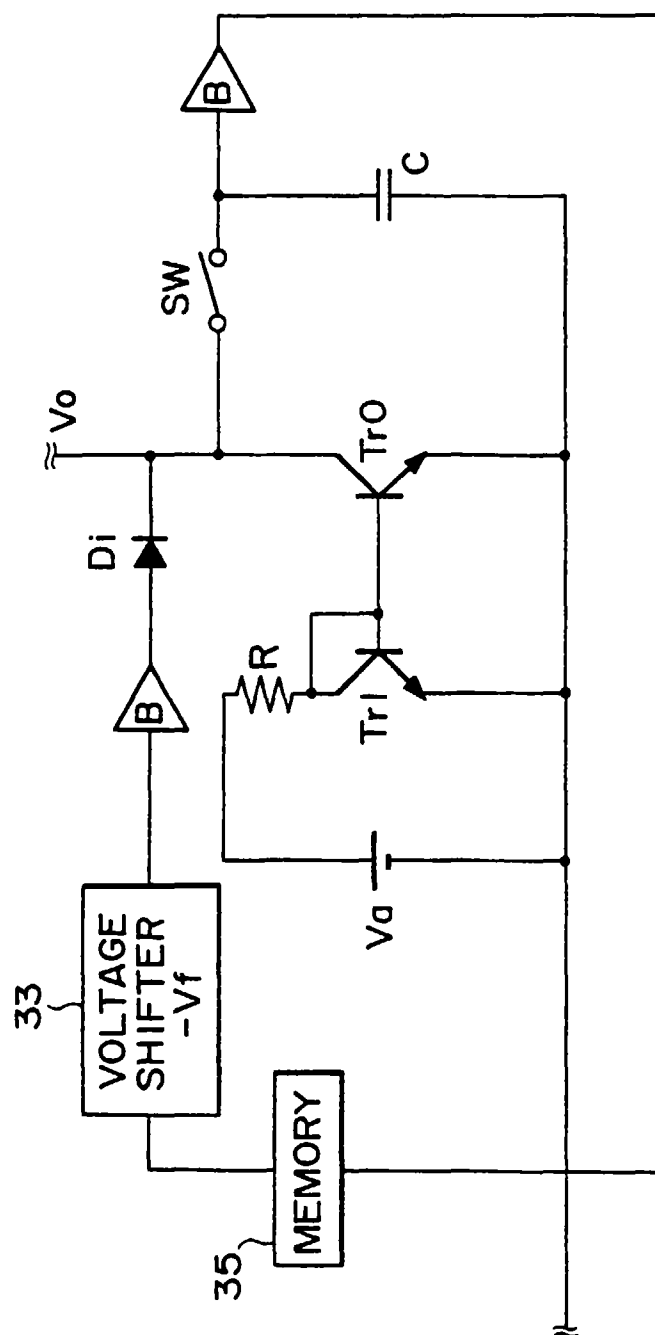 33
VOLTAGE
SHIFTER
-Vf
B
Di
Vo
SW
B
C
R
Tr1
Tr0
Va
35
MEMORY